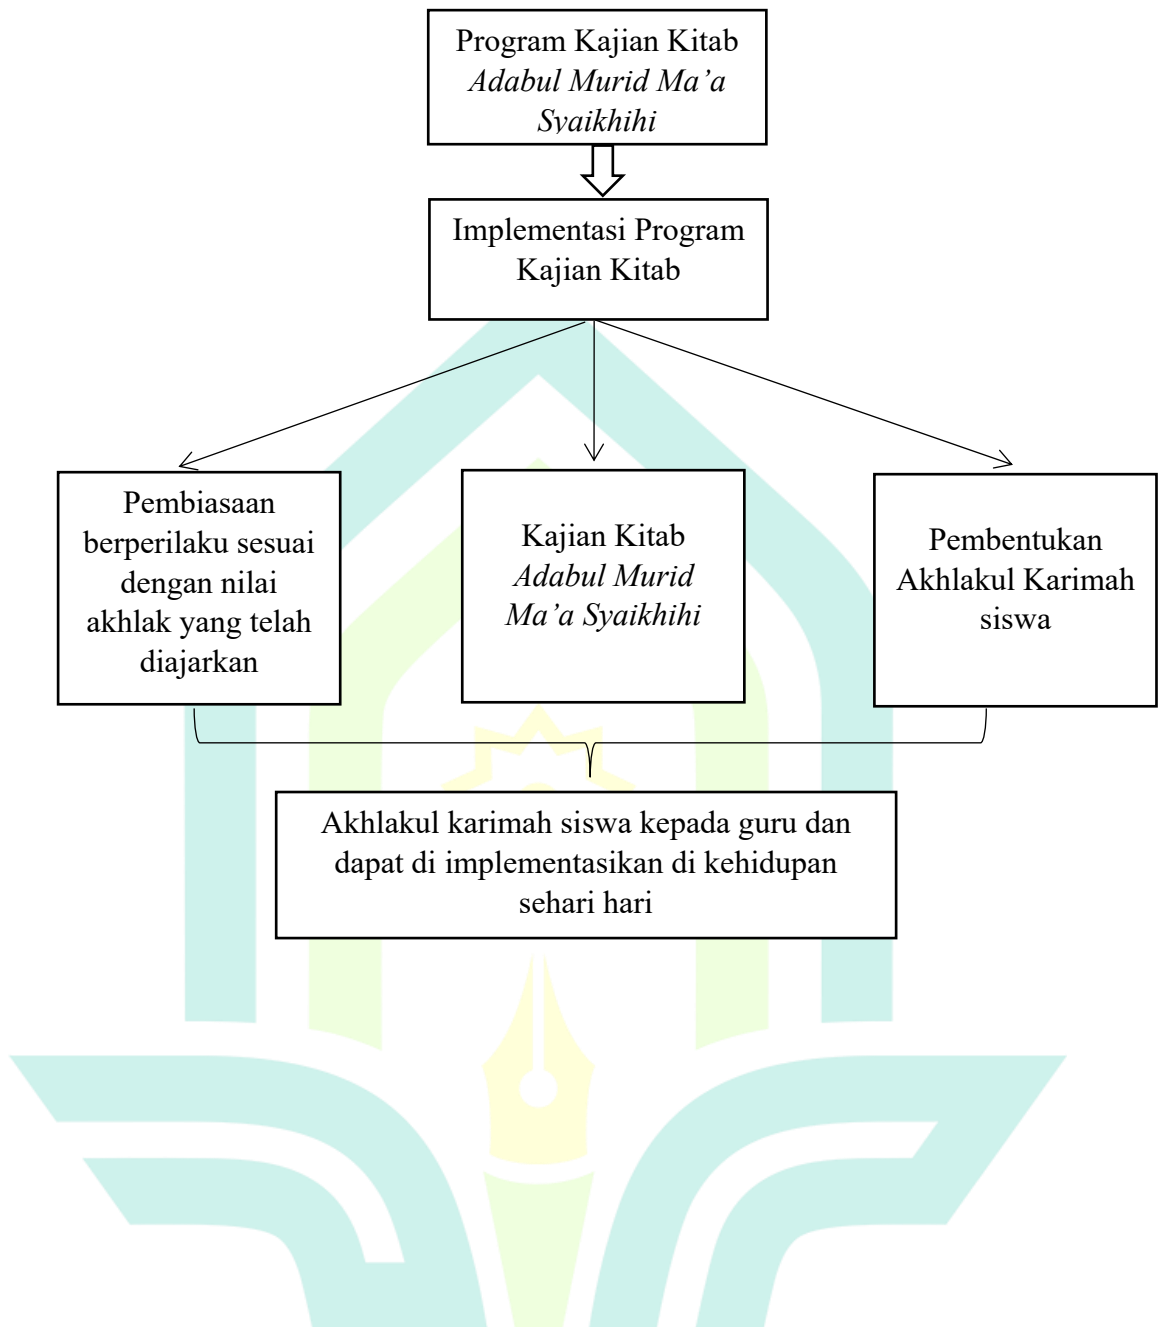 Program Kajian Kitab
Adabul Murid Ma’a
Syaikhihi
Implementasi Program
Kajian Kitab
Pembiasaan
berperilaku sesuai
dengan nilai
akhlak yang telah
diajarkan
Kajian Kitab
Adabul Murid
Ma’a Syaikhihi
Pembentukan
Akhlakul Karimah
siswa
Akhlakul karimah siswa kepada guru dan
dapat di implementasikan di kehidupan
sehari hari